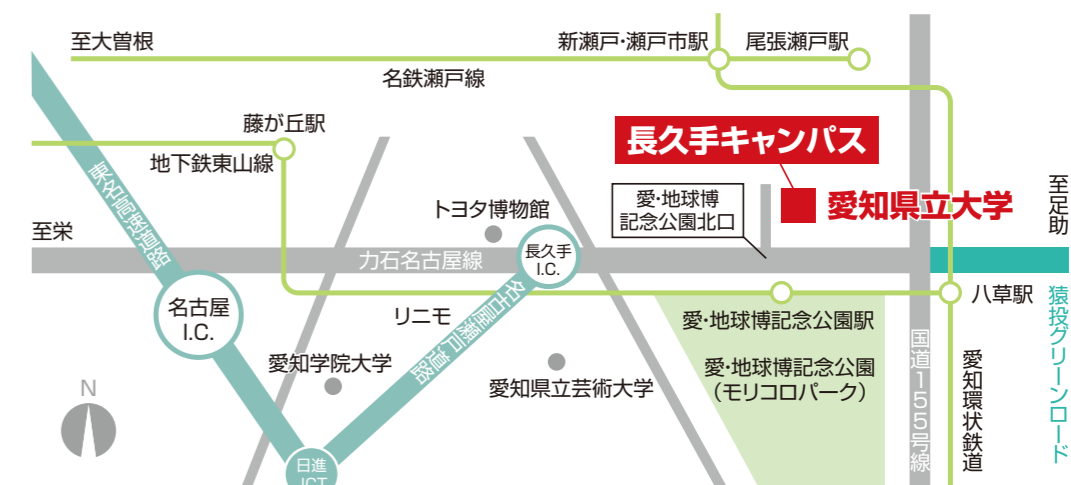 至大曽根
新瀬戸・瀬戸市駅
尾張瀬戸駅
名鉄瀬戸線
藤が丘駅
地下鉄東山線
長久手キャンパス
愛知県立大学
愛・地球博
記念公園北口
至足助
東名高速道路
トヨタ博物館
至栄
力石名古屋線
長久手
I.C.
名古屋
I.C.
リニモ
名古屋瀬戸道路
八草駅
愛・地球博記念公園駅
猿投グリーンロード
愛知学院大学
愛知県立芸術大学
愛・地球博記念公園
（モリコロパーク）
国道155号線
愛知環状鉄道
N
日進
JCT